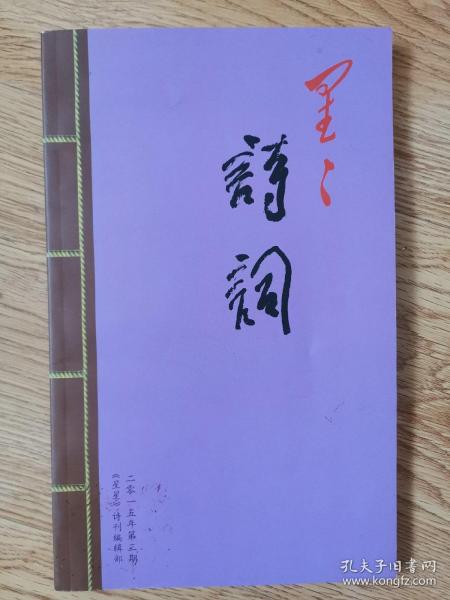 星星
詩詞
二零一五年第三期
《星星》诗刊编辑部
孔夫子旧书网
www.kongfz.com